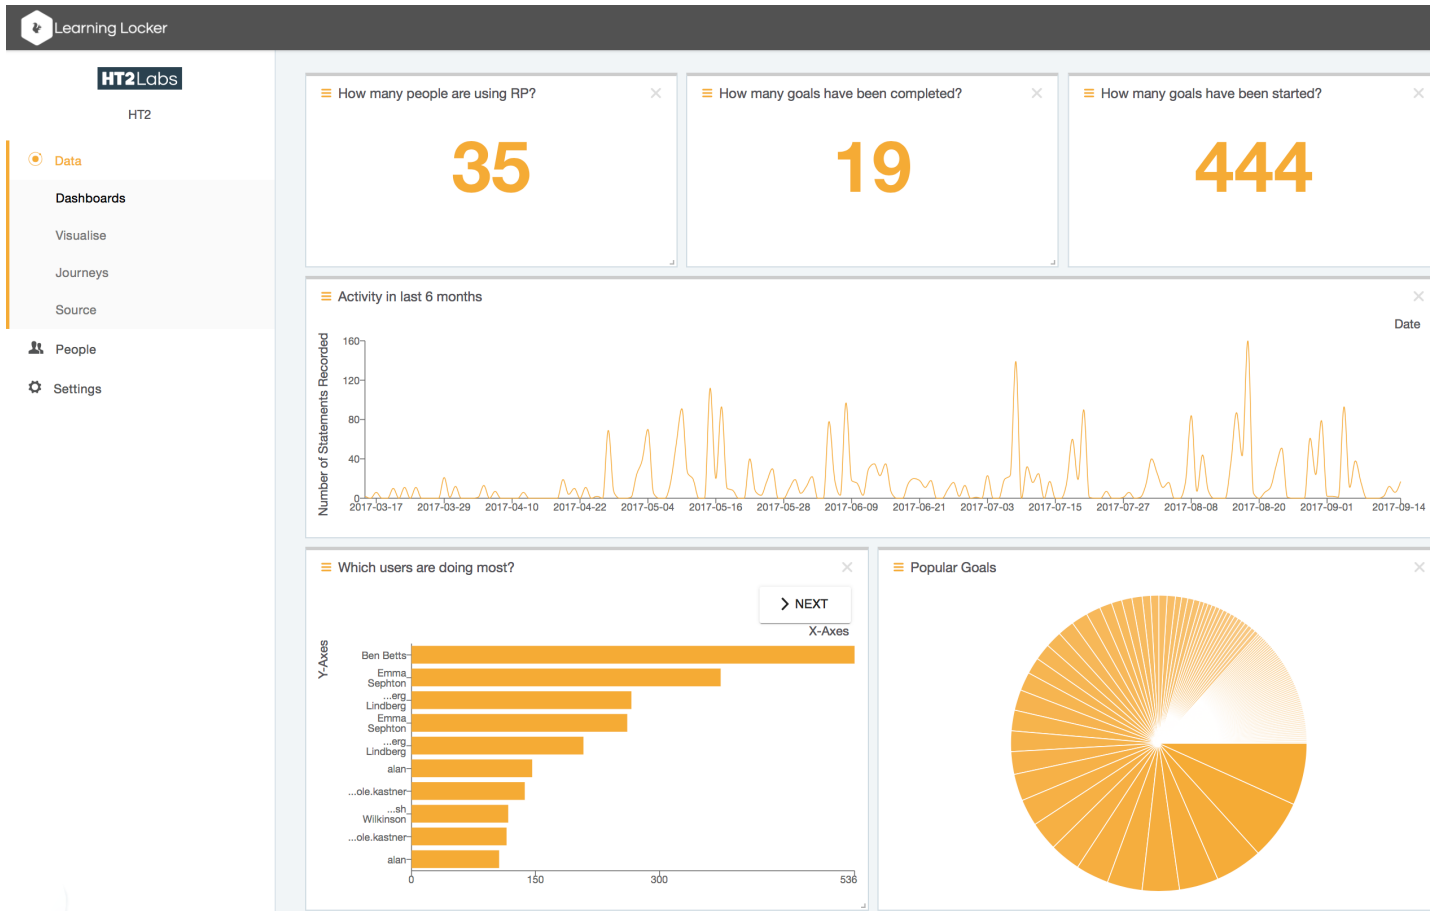 Learning Locker
HT2Labs
HT2
Data
Dashboards
Visualise
Journeys
Source
People
Settings
How many people are using RP?
35
How many goals have been completed?
19
How many goals have been started?
444
Activity in last 6 months
Date
Number of Statements Recorded
160
120
80
40
0
2017-03-17 2017-03-29 2017-04-10 2017-04-22 2017-05-04 2017-05-16 2017-05-28 2017-06-09 2017-06-21 2017-07-03 2017-07-15 2017-07-27 2017-08-08 2017-08-20 2017-09-01 2017-09-14
Which users are doing most?
NEXT
X-Axes
Y-Axes
Ben Betts
Emma
Sephton
...erg
Lindberg
Emma
Sephton
...erg
Lindberg
alan
...ole.kastner
...sh
Wilkinson
...ole.kastner
alan
0 150 300 536
Popular Goals